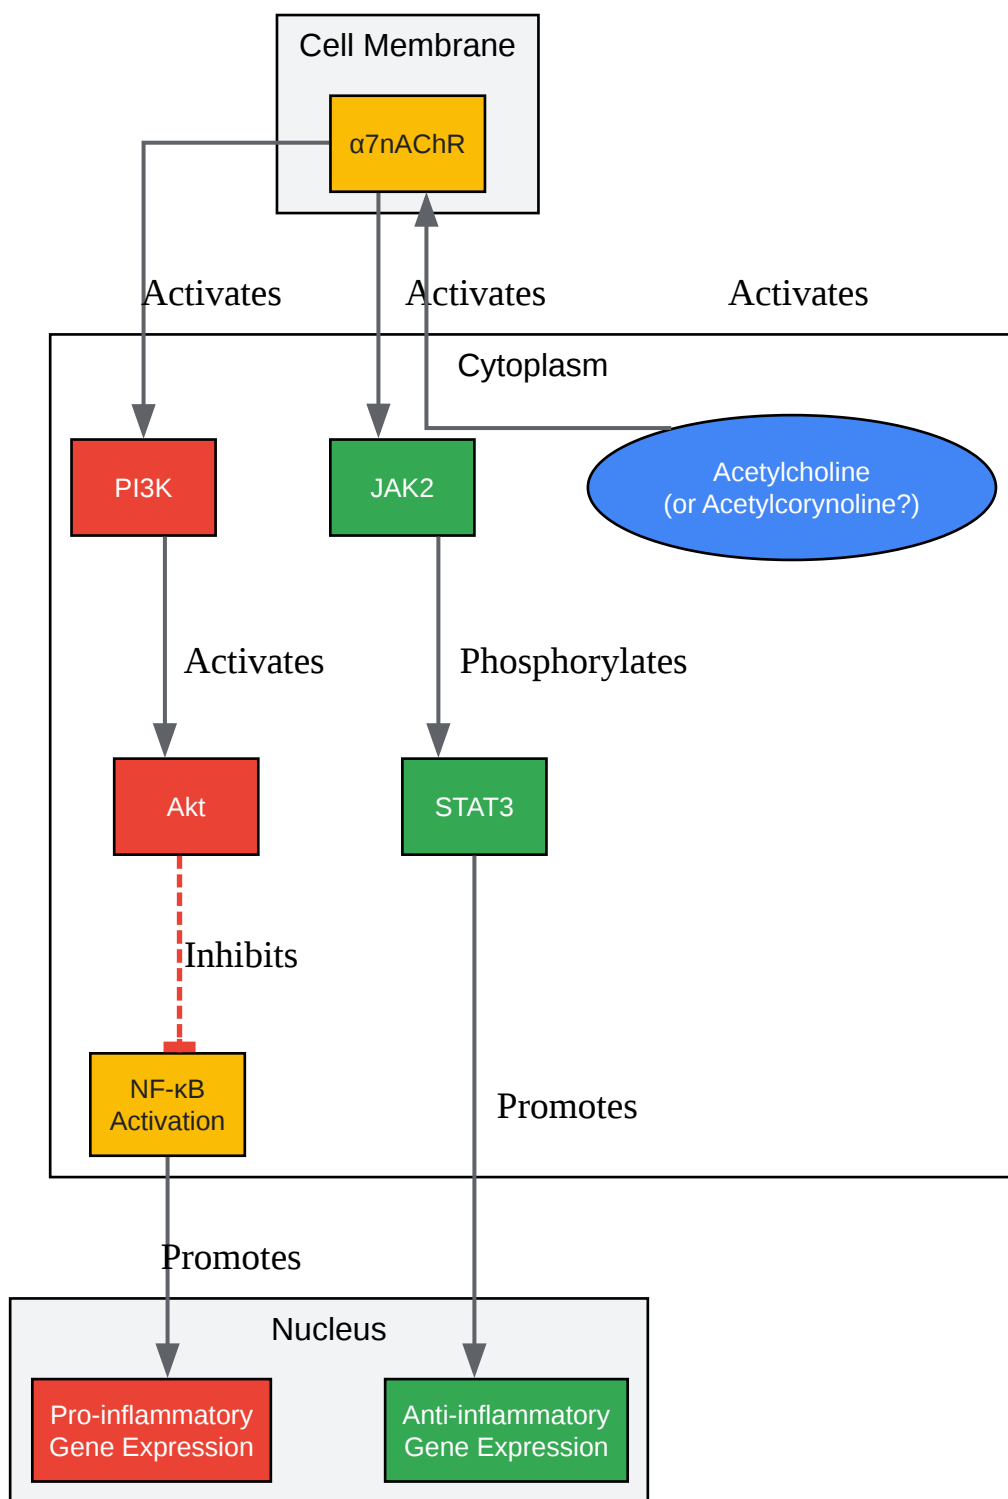 Cell Membrane
α7nAChR
Activates
Activates
Activates
Cytoplasm
PI3K
JAK2
Acetylcholine
(or Acetylcorynoline?)
Activates
Phosphorylates
Akt
STAT3
Inhibits
NF-κB
Activation
Promotes
Promotes
Nucleus
Pro-inflammatory
Gene Expression
Anti-inflammatory
Gene Expression